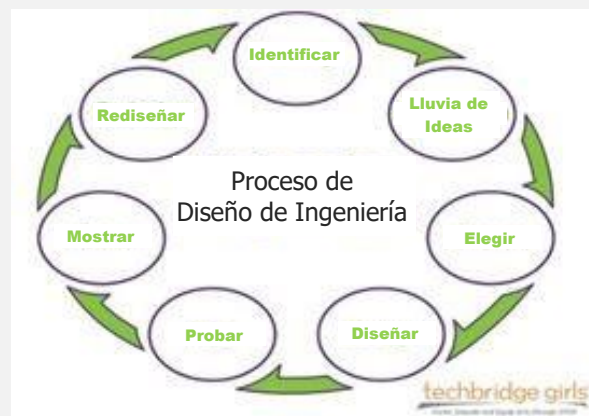 Identificar
Lluvia de
Ideas
Elegir
Diseñar
Probar
Mostrar
Rediseñar
Proceso de
Diseño de Ingeniería
techbridge girls